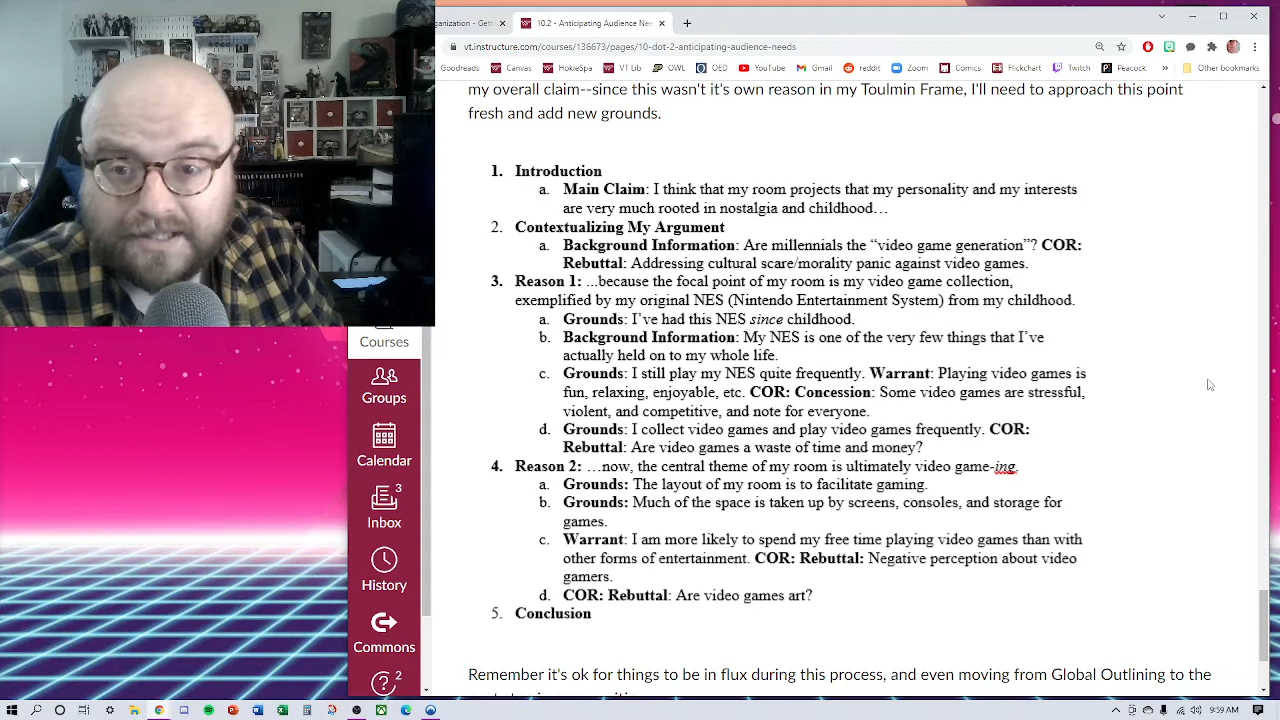 ganization - Gett
10.2 - Anticipating Audience Nee
vt.instructure.com/courses/136673/pages/10-dot-2-anticipating-audience-needs
Goodreads Canvas HokieSpa VT Lib OWL OED YouTube Gmail reddit Zoom Comics Flickchart Twitch Peacock » Other bookmarks
my overall claim--since this wasn't it's own reason in my Toulmin Frame, I'll need to approach this point
fresh and add new grounds.
1. Introduction
a. Main Claim: I think that my room projects that my personality and my interests
are very much rooted in nostalgia and childhood…
2. Contextualizing My Argument
a. Background Information: Are millennials the “video game generation”? COR:
Rebuttal: Addressing cultural scare/morality panic against video games.
3. Reason 1: ...because the focal point of my room is my video game collection,
exemplified by my original NES (Nintendo Entertainment System) from my childhood.
a. Grounds: I’ve had this NES since childhood.
b. Background Information: My NES is one of the very few things that I’ve
actually held on to my whole life.
c. Grounds: I still play my NES quite frequently. Warrant: Playing video games is
fun, relaxing, enjoyable, etc. COR: Concession: Some video games are stressful,
violent, and competitive, and note for everyone.
d. Grounds: I collect video games and play video games frequently. COR:
Rebuttal: Are video games a waste of time and money?
4. Reason 2: …now, the central theme of my room is ultimately video game-ing.
a. Grounds: The layout of my room is to facilitate gaming.
b. Grounds: Much of the space is taken up by screens, consoles, and storage for
games.
c. Warrant: I am more likely to spend my free time playing video games than with
other forms of entertainment. COR: Rebuttal: Negative perception about video
gamers.
d. COR: Rebuttal: Are video games art?
5. Conclusion
Remember it's ok for things to be in flux during this process, and even moving from Global Outlining to the
Courses
Groups
Calendar
3
Inbox
History
Commons
2
9:59 AM